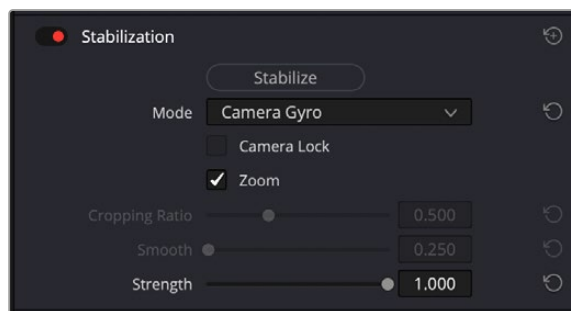 Stabilization
Stabilize
Mode Camera Gyro
Camera Lock
Zoom
Cropping Ratio 0.500
Smooth 0.250
Strength 1.000